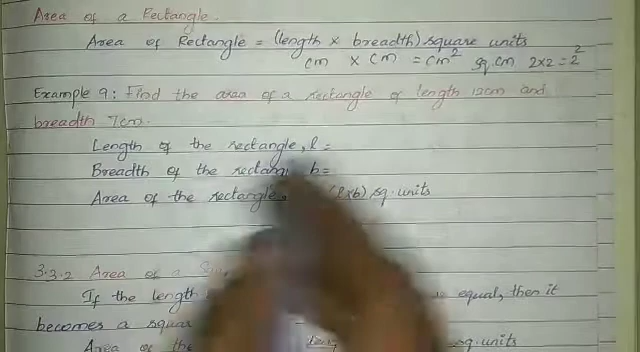 Area of a Rectangle.
Area of Rectangle = (length × breadth) square units
cm × cm = cm² sq.cm 2×2=2²
Example 9: Find the area of a rectangle of length 12cm and
breadth 7cm.
Length of the rectangle, l =
Breadth of the b =
Area of the rectangle (l×b) sq.units
3.3.2 Area of a
If the length is equal, then it
becomes a
Area of the sq.units